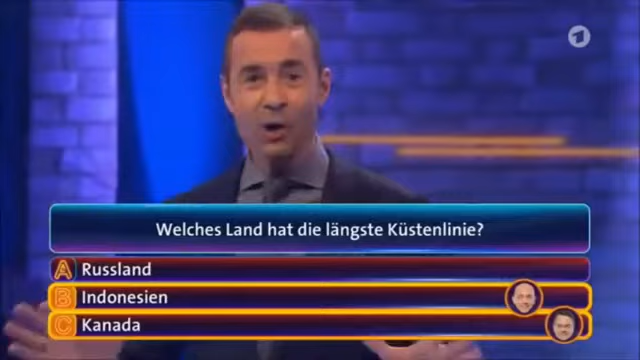 Welches Land hat die längste Küstenlinie?
A Russland
B Indonesien
C Kanada